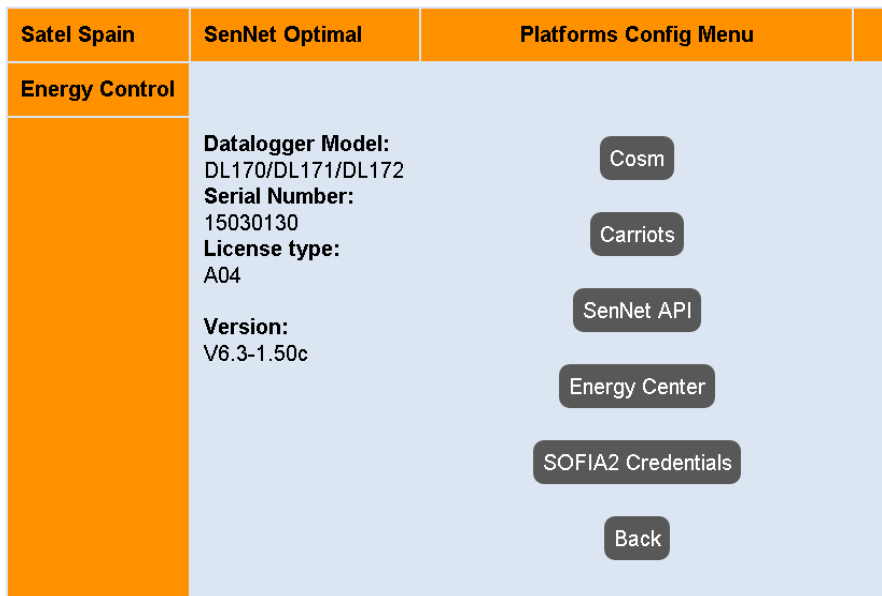 Satel Spain
SenNet Optimal
Platforms Config Menu
Energy Control
Datalogger Model:
DL170/DL171/DL172
Serial Number:
15030130
License type:
A04
Version:
V6.3-1.50c
Cosm
Carriots
SenNet API
Energy Center
SOFIA2 Credentials
Back